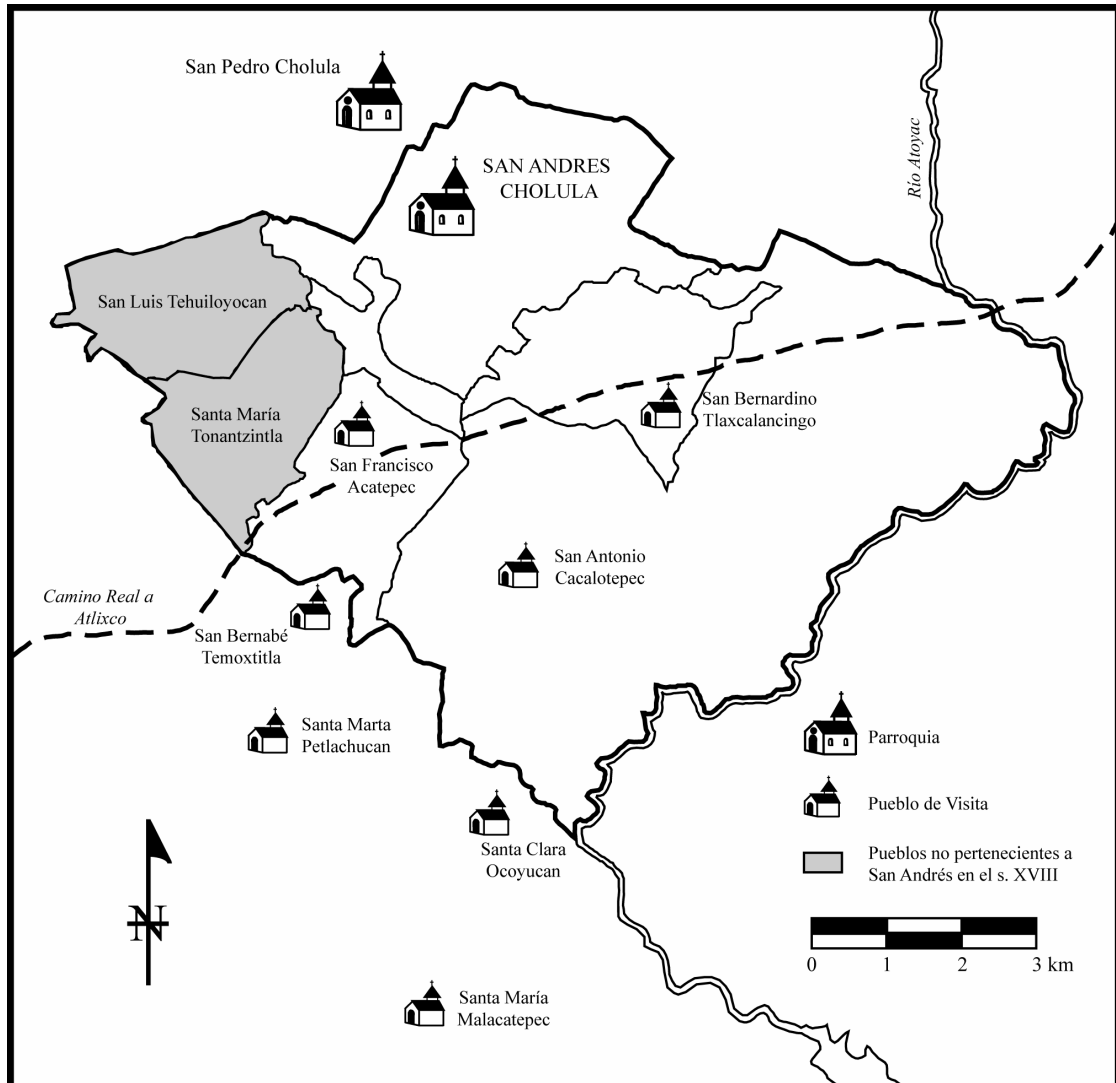 San Pedro Cholula
SAN ANDRES
CHOLULA
Río Atoyac
San Luis Tehuiloyocan
Santa María
Tonantzintla
San Bernardino
Tlaxcalancingo
San Francisco
Acatepec
San Antonio
Cacalotepec
Camino Real a
Atlixco
San Bernabé
Temoxtitla
Santa Marta
Petlachucan
Parroquia
Pueblo de Visita
Santa Clara
Ocoyucan
Pueblos no pertenecientes a
San Andrés en el s. XVIII
N
0 1 2 3 km
Santa María
Malacatepec